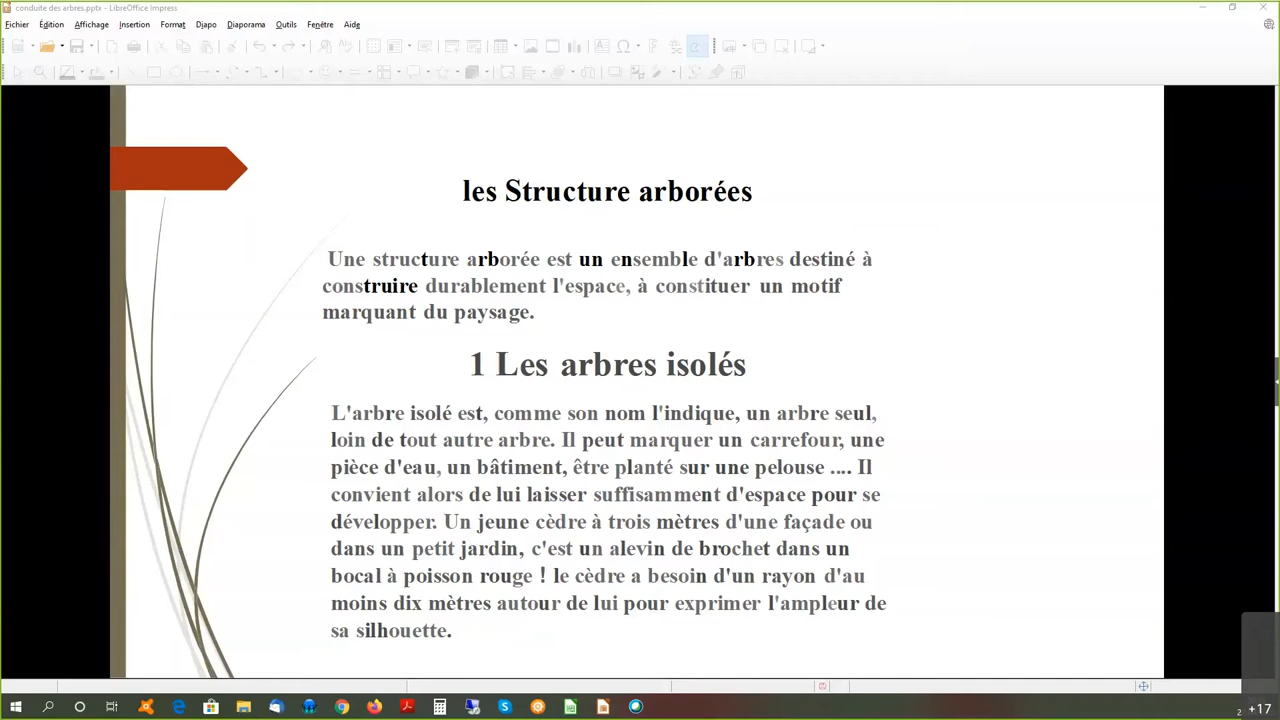 conduite des arbres.pptx - LibreOffice Impress
Fichier Édition Affichage Insertion Format Diapo Diaporama Outils Fenêtre Aide
les Structure arborées
Une structure arborée est un ensemble d'arbres destiné à
construire durablement l'espace, à constituer un motif
marquant du paysage.
1 Les arbres isolés
L'arbre isolé est, comme son nom l'indique, un arbre seul,
loin de tout autre arbre. Il peut marquer un carrefour, une
pièce d'eau, un bâtiment, être planté sur une pelouse .... Il
convient alors de lui laisser suffisamment d'espace pour se
développer. Un jeune cèdre à trois mètres d'une façade ou
dans un petit jardin, c'est un alevin de brochet dans un
bocal à poisson rouge ! le cèdre a besoin d'un rayon d'au
moins dix mètres autour de lui pour exprimer l'ampleur de
sa silhouette.
+17